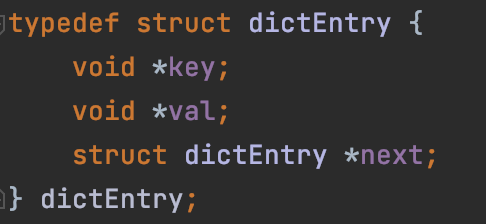 typedef struct dictEntry {
    void *key;
    void *val;
    struct dictEntry *next;
} dictEntry;